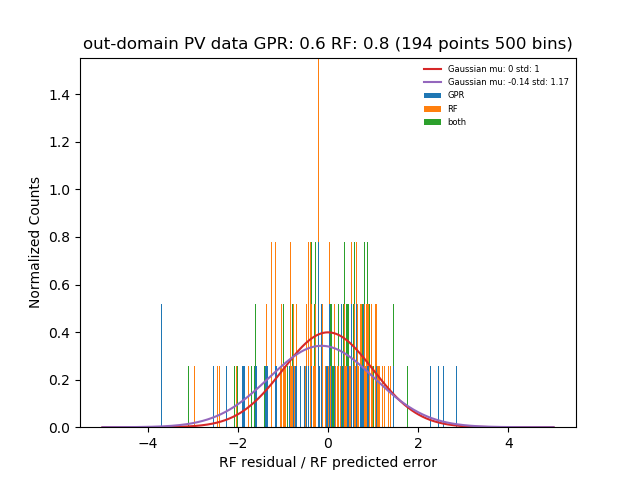 out-domain PV data GPR: 0.6 RF: 0.8 (194 points 500 bins)
Gaussian mu: 0 std: 1
Gaussian mu: -0.14 std: 1.17
GPR
RF
both
Normalized Counts
1.4
1.2
1.0
0.8
0.6
0.4
0.2
0.0
−4 −2 0 2 4
RF residual / RF predicted error